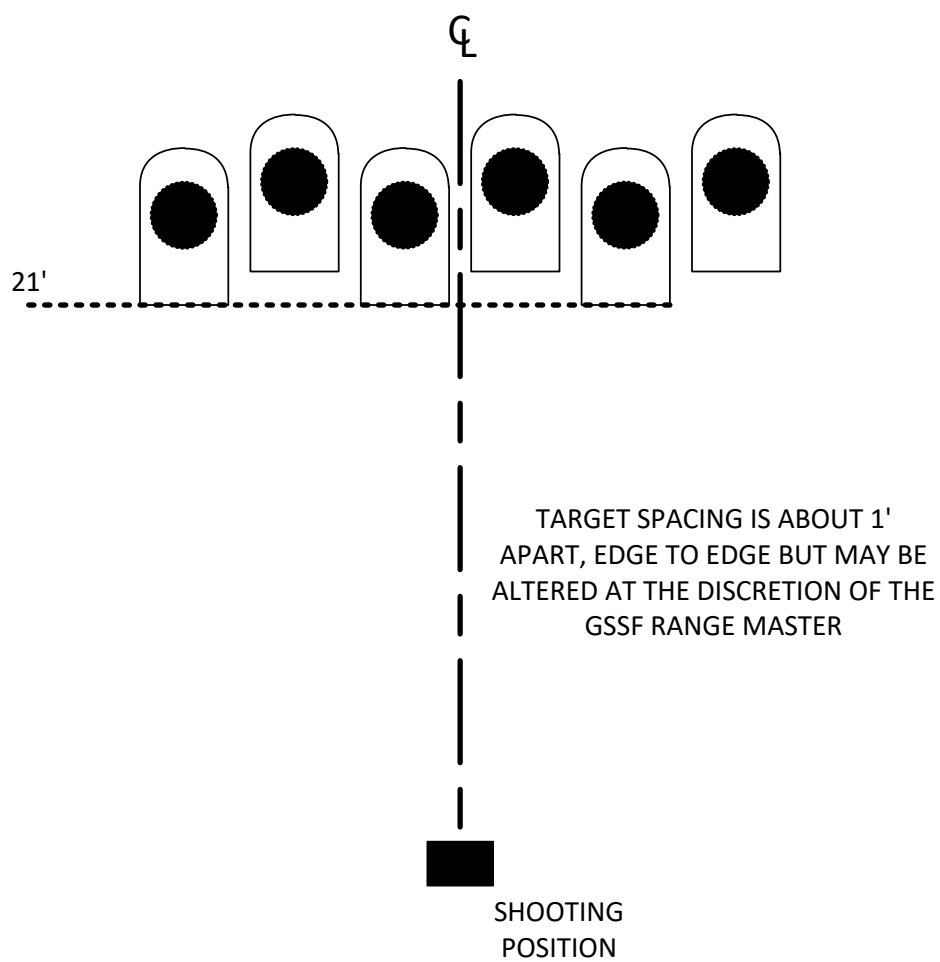 ℄
21'
TARGET SPACING IS ABOUT 1'
APART, EDGE TO EDGE BUT MAY BE
ALTERED AT THE DISCRETION OF THE
GSSF RANGE MASTER
SHOOTING
POSITION